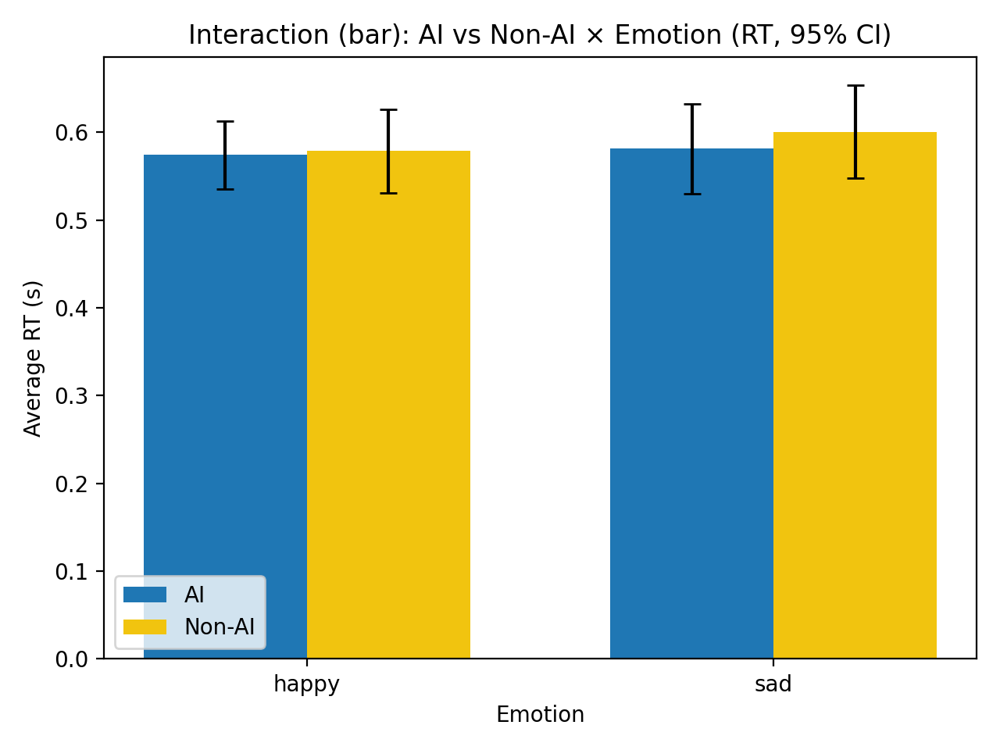 Interaction (bar): AI vs Non-AI × Emotion (RT, 95% CI)
Average RT (s)
0.6
0.5
0.4
0.3
0.2
0.1
0.0
AI
Non-AI
happy
sad
Emotion